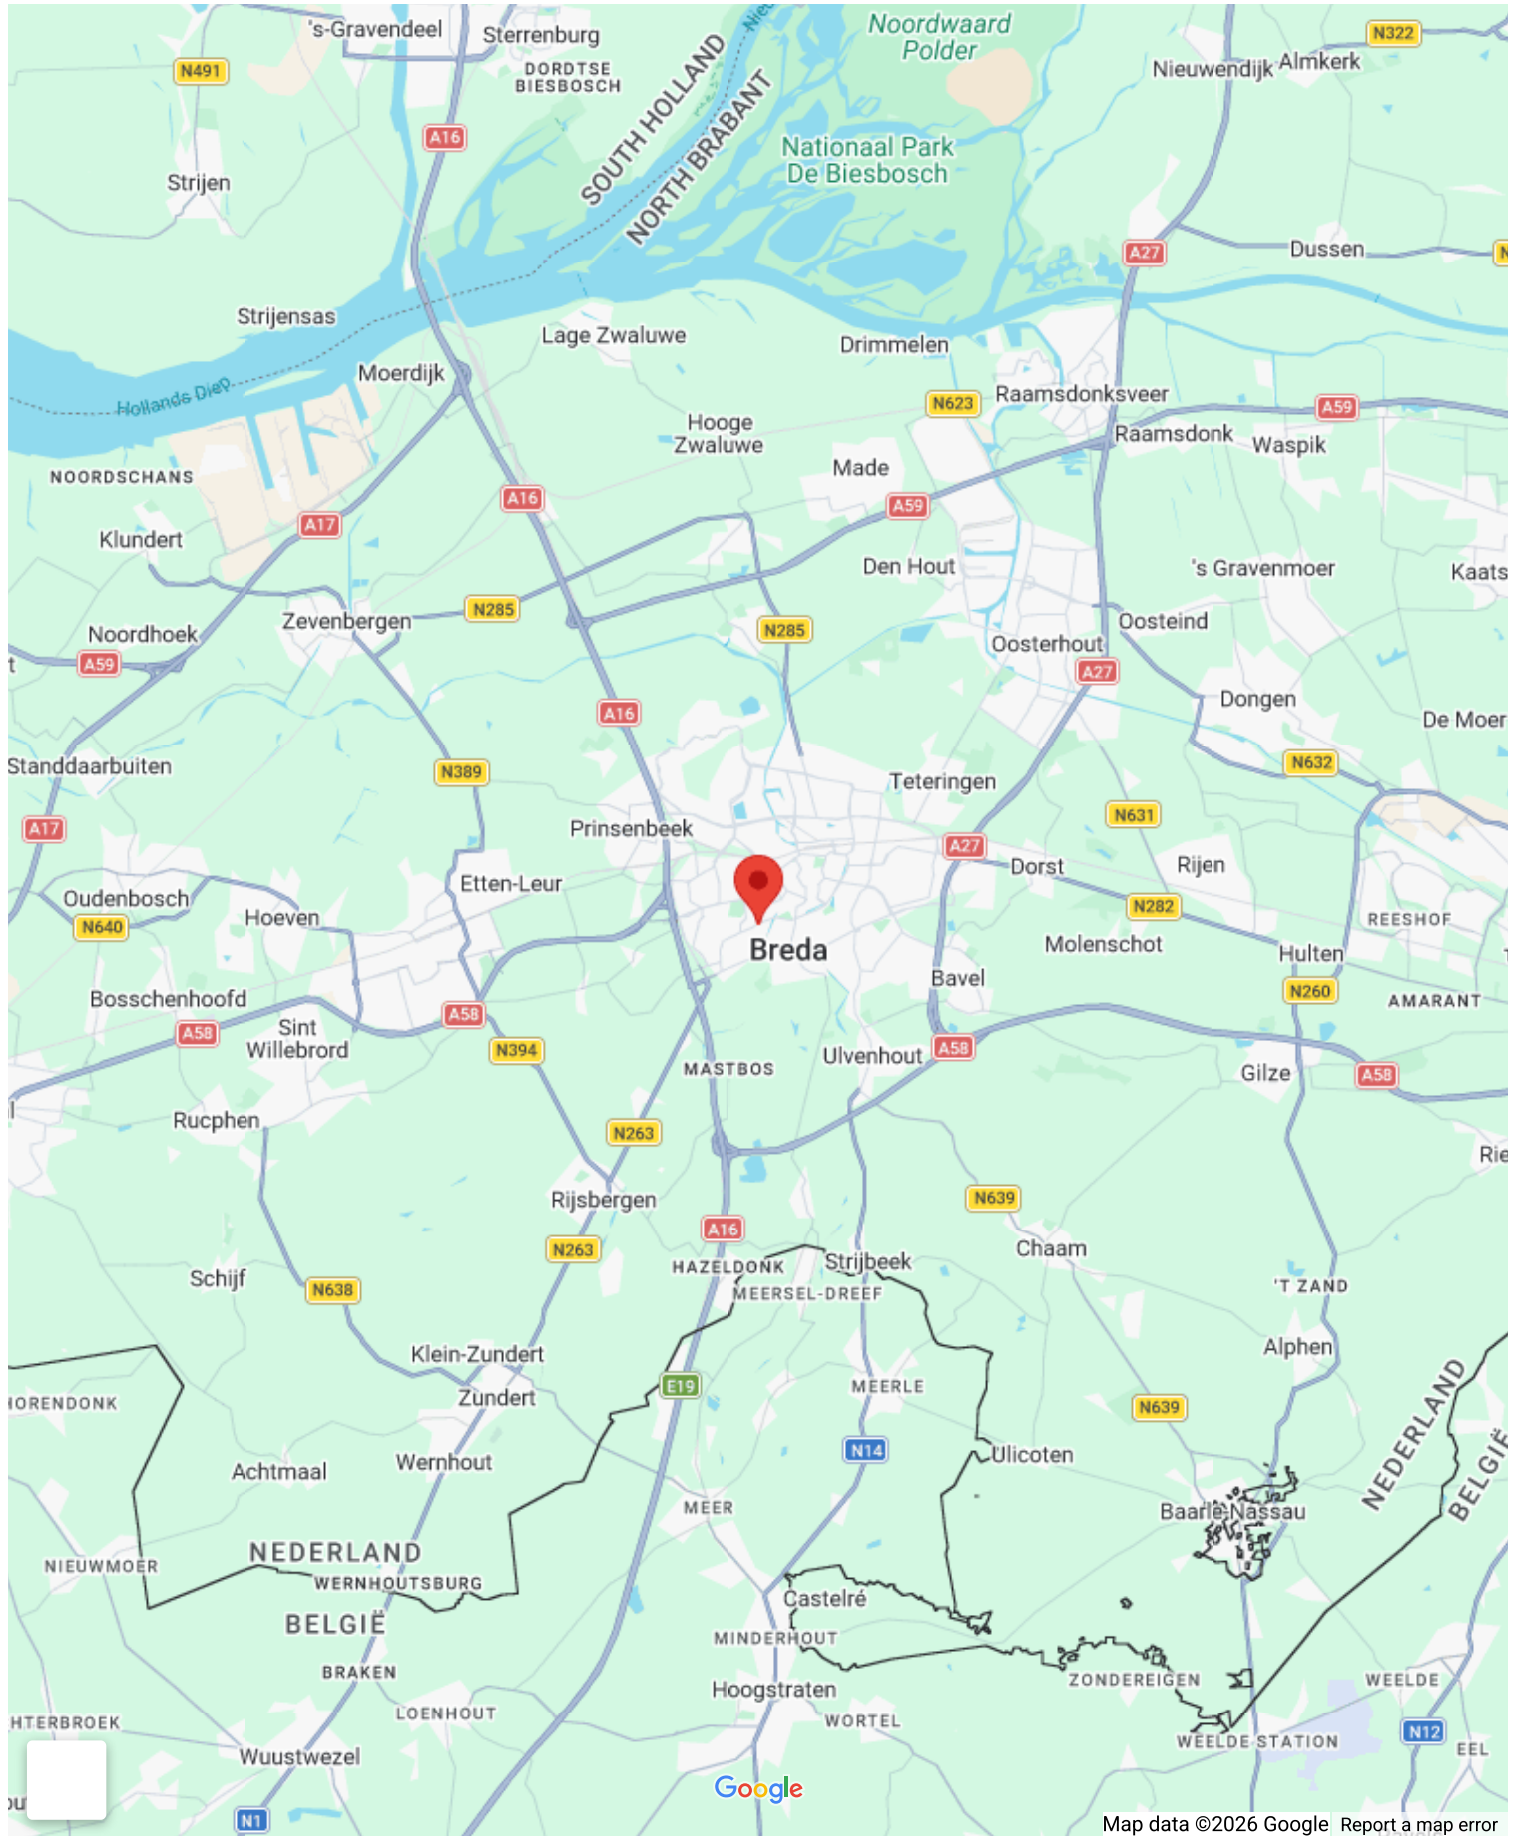 's-Gravendeel
Sterrenburg
Noordwaard
Polder
N322
N491
DORDTSE
BIESBOSCH
Nieuwendijk
Almkerk
SOUTH HOLLAND
NORTH BRABANT
A16
Nationaal Park
De Biesbosch
Strijen
A27
Dussen
Strijensas
Lage Zwaluwe
Drimmelen
Moerdijk
Hollands Diep
N623
Raamsdonksveer
A59
Hooge
Zwaluwe
Raamsdonk
Waspik
Made
NOORDSCHANS
A16
A59
A17
Klundert
Den Hout
's Gravenmoer
Kaats
N285
Zevenbergen
Noordhoek
N285
Oosteind
Oosterhout
A59
A27
Dongen
A16
De Moer
Standdaarbuiten
N389
Teteringen
N632
N631
A17
Prinsenbeek
A27
Dorst
Rijen
Etten-Leur
Oudenbosch
Hoeven
N640
N282
REESHOF
Breda
Molenschot
Hulten
Bavel
N260
Bosschenhoofd
AMARANT
A58
A58
Sint
Willebrord
N394
Ulvenhout
A58
MASTBOS
Gilze
A58
Rucphen
N263
Rie
Rijsbergen
N639
A16
N263
Chaam
HAZELDONK
Strijbeek
Schijf
N638
MEERSEL-DREEF
'T ZAND
Klein-Zundert
Alphen
Zundert
E19
MEERLE
HORENDONK
N639
NEDERLAND
BELGIË
Wernhout
N14
Ulicoten
Achtmaal
MEER
Baarle-Nassau
NEDERLAND
NIEUWMOER
WERNHOUTSBURG
BELGIË
Castelré
MINDERHOUT
BRAKEN
ZONDEREIGEN
WEELDE
Hoogstraten
LOENHOUT
HTERBROEK
WORTEL
N12
Wuustwezel
WEELDE-STATION
EEL
Google
N1
Map data ©2026 Google
Report a map error